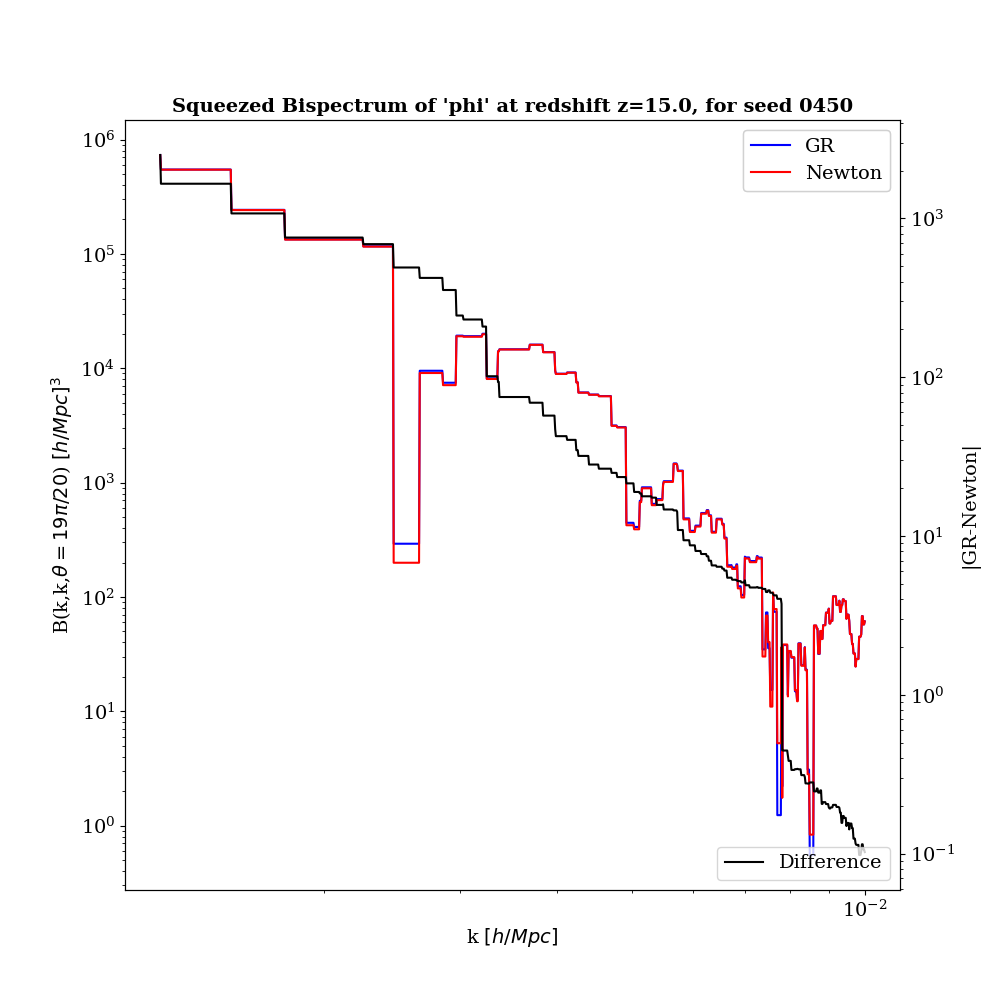 Squeezed Bispectrum of 'phi' at redshift z=15.0, for seed 0450
GR
Newton
10⁶
10⁵
10⁴
10³
10²
10¹
10⁰
B(k,k,θ = 19π/20) [h/Mpc]³
10³
10²
10¹
10⁰
10⁻¹
|GR-Newton|
Difference
10⁻²
k [h/Mpc]